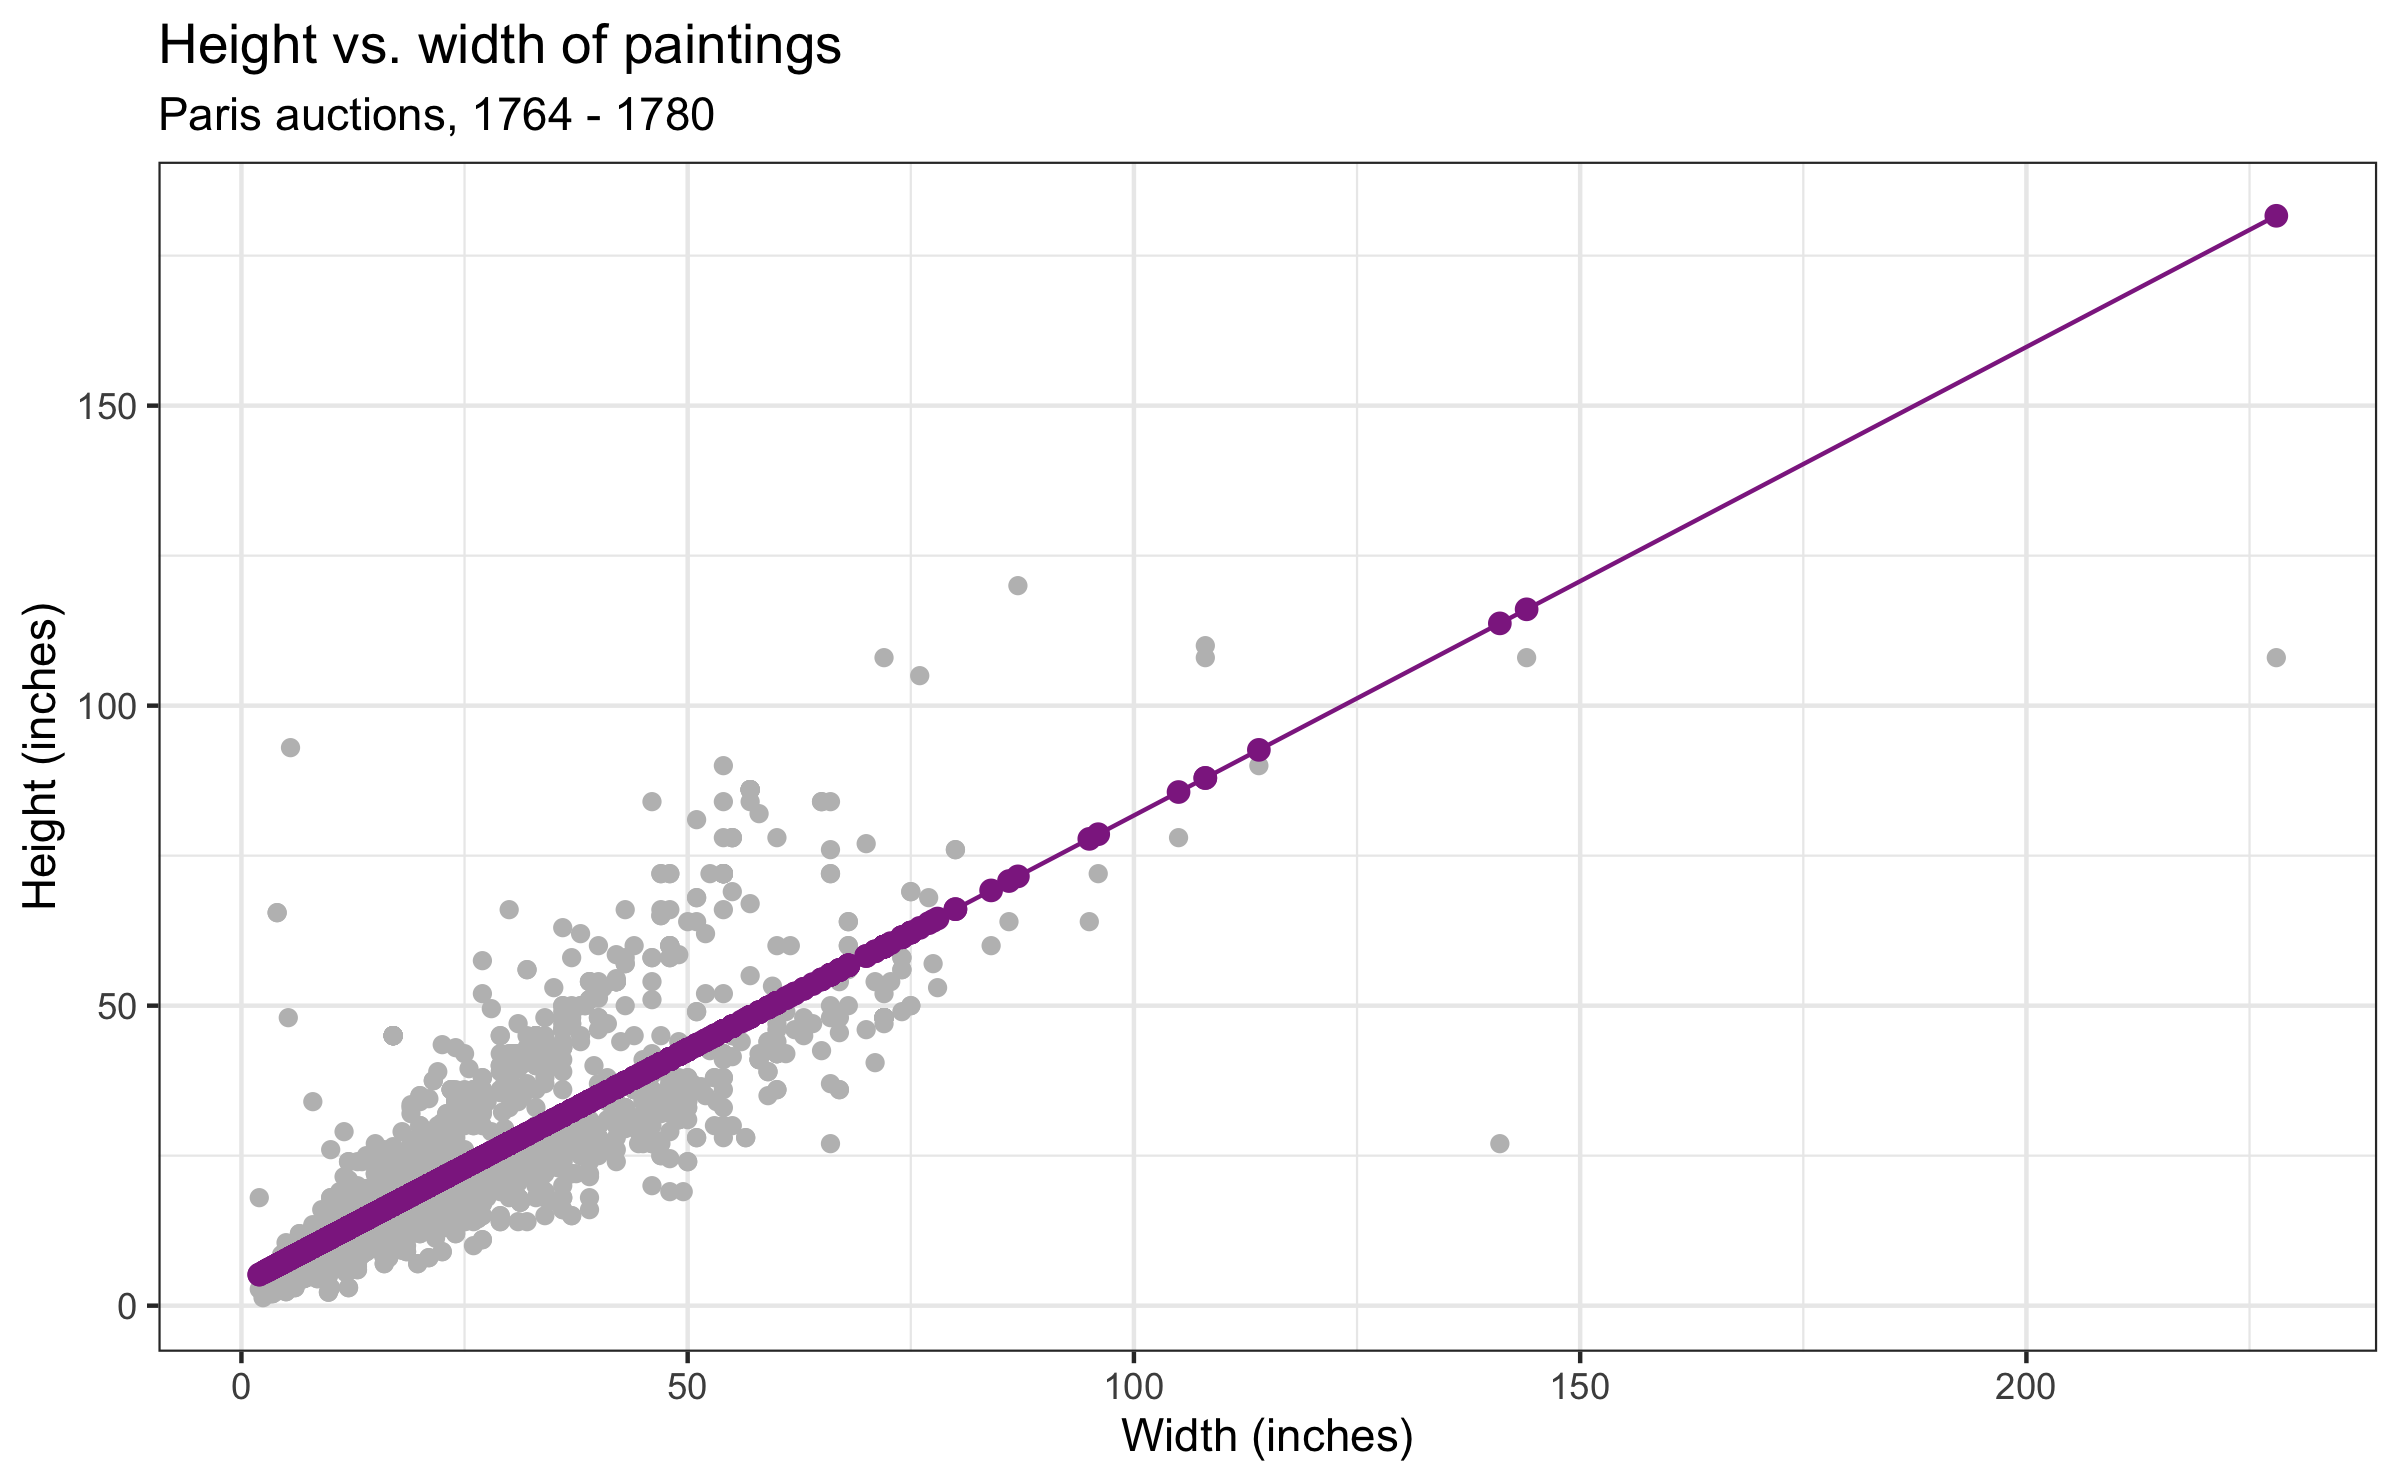 Height vs. width of paintings
Paris auctions, 1764 - 1780
Height (inches)
150
100
50
0
0 50 100 150 200
Width (inches)